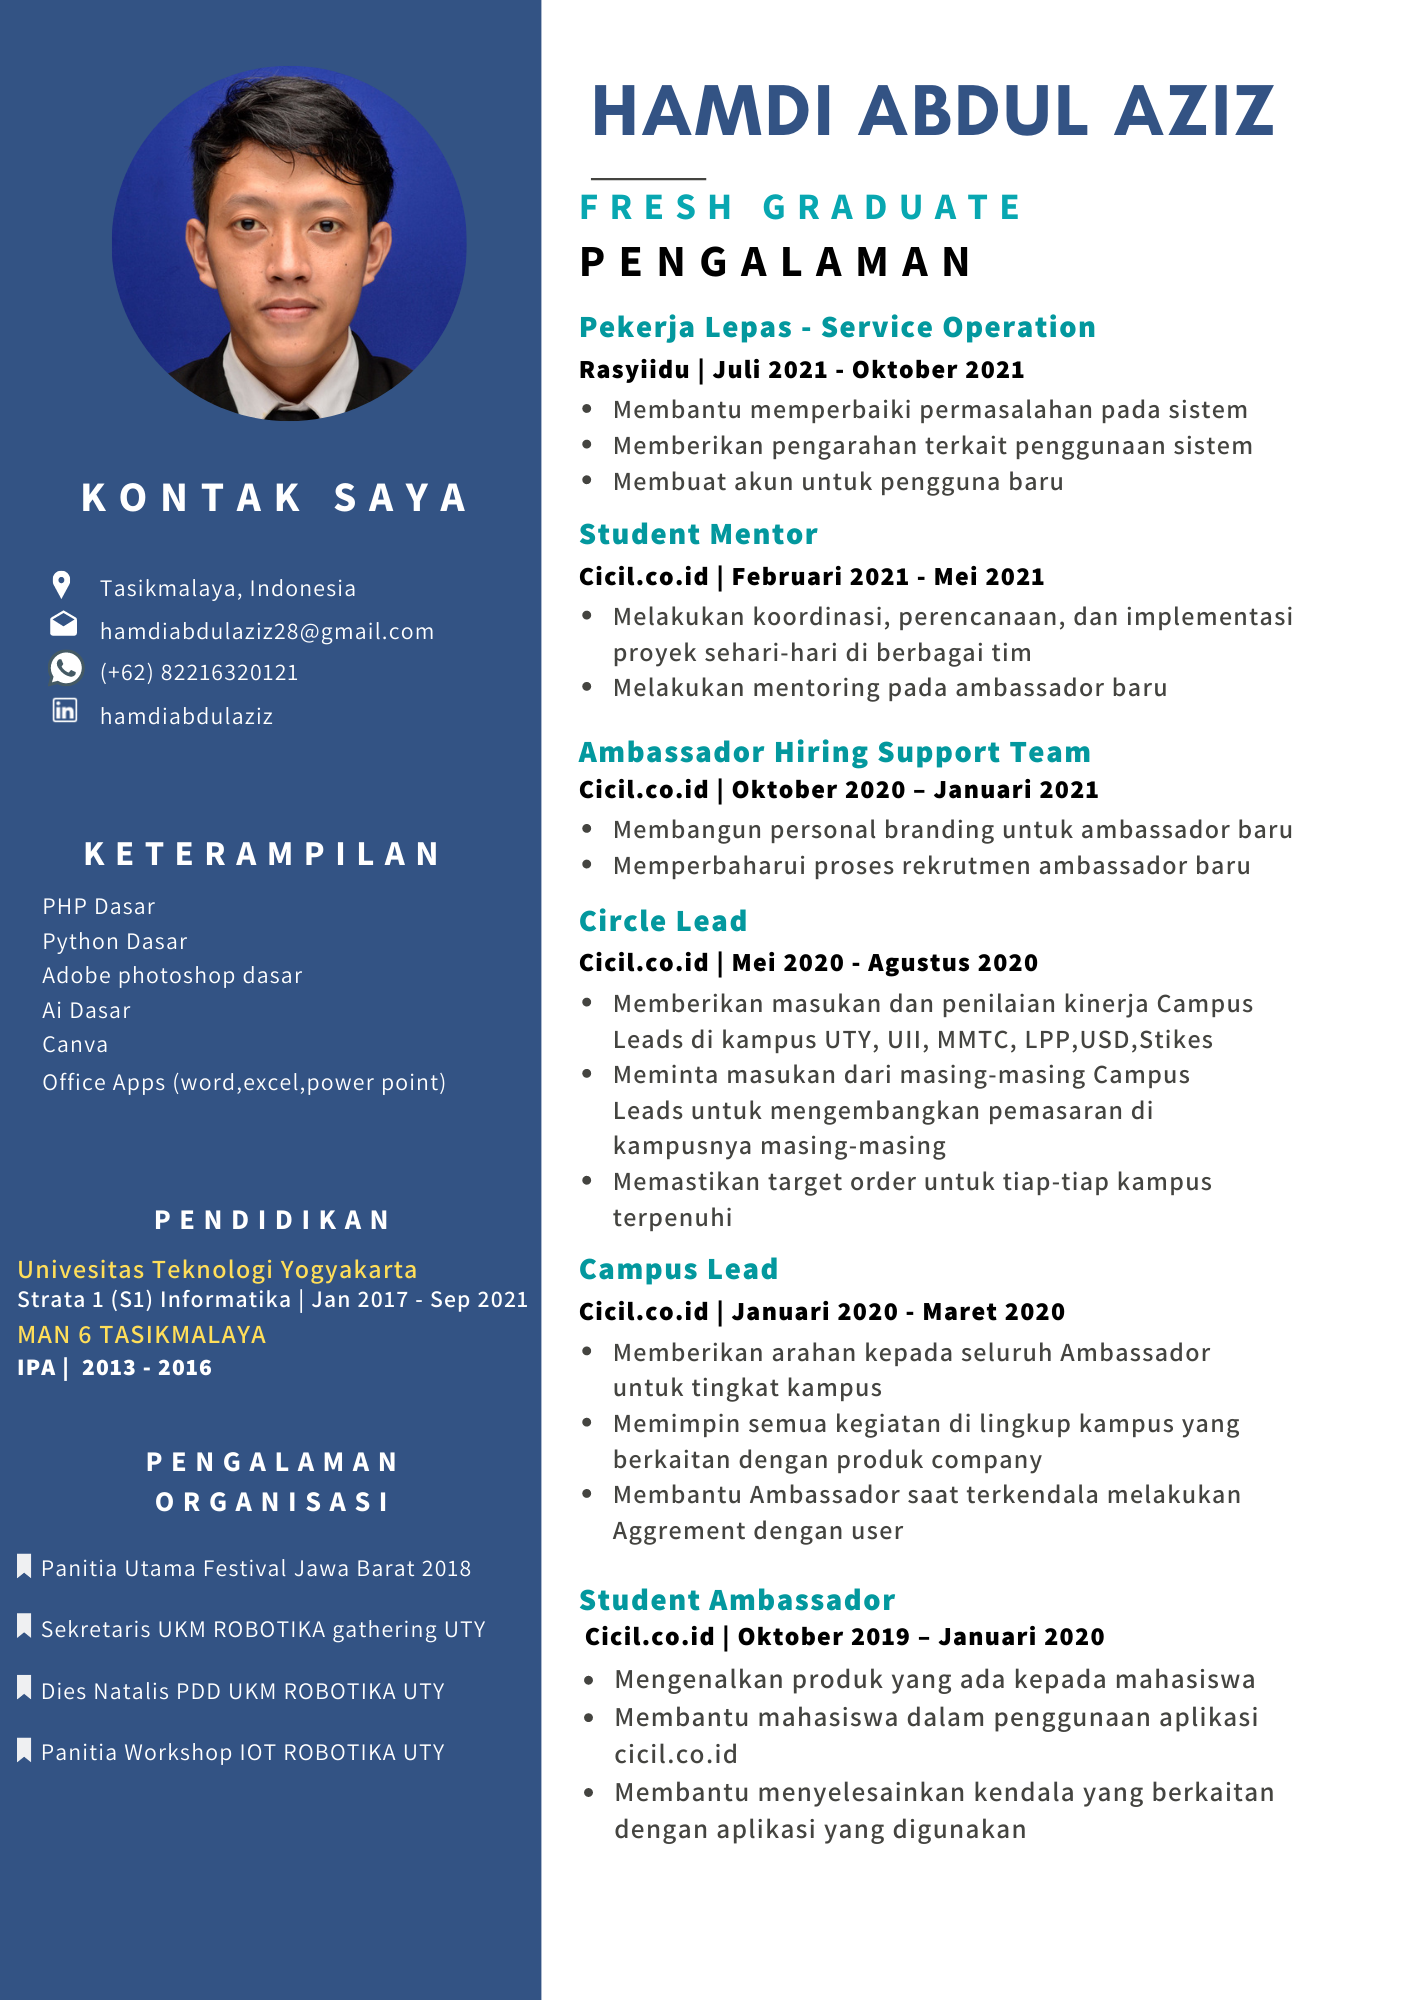 HAMDI ABDUL AZIZ
FRESH GRADUATE
PENGALAMAN
Pekerja Lepas - Service Operation
Rasyiidu | Juli 2021 - Oktober 2021
• Membantu memperbaiki permasalahan pada sistem
• Memberikan pengarahan terkait penggunaan sistem
• Membuat akun untuk pengguna baru
Student Mentor
Cicil.co.id | Februari 2021 - Mei 2021
• Melakukan koordinasi, perencanaan, dan implementasi
proyek sehari-hari di berbagai tim
• Melakukan mentoring pada ambassador baru
Ambassador Hiring Support Team
Cicil.co.id | Oktober 2020 – Januari 2021
• Membangun personal branding untuk ambassador baru
• Memperbaharui proses rekrutmen ambassador baru
Circle Lead
Cicil.co.id | Mei 2020 - Agustus 2020
• Memberikan masukan dan penilaian kinerja Campus
Leads di kampus UTY, UII, MMTC, LPP,USD,Stikes
• Meminta masukan dari masing-masing Campus
Leads untuk mengembangkan pemasaran di
kampusnya masing-masing
• Memastikan target order untuk tiap-tiap kampus
terpenuhi
Campus Lead
Cicil.co.id | Januari 2020 - Maret 2020
• Memberikan arahan kepada seluruh Ambassador
untuk tingkat kampus
• Memimpin semua kegiatan di lingkup kampus yang
berkaitan dengan produk company
• Membantu Ambassador saat terkendala melakukan
Aggrement dengan user
Student Ambassador
Cicil.co.id | Oktober 2019 – Januari 2020
• Mengenalkan produk yang ada kepada mahasiswa
• Membantu mahasiswa dalam penggunaan aplikasi
cicil.co.id
• Membantu menyelesainkan kendala yang berkaitan
dengan aplikasi yang digunakan
KONTAK SAYA
Tasikmalaya, Indonesia
hamdiabdulaziz28@gmail.com
(+62) 82216320121
in hamdiabdulaziz
KETERAMPILAN
PHP Dasar
Python Dasar
Adobe photoshop dasar
Ai Dasar
Canva
Office Apps (word,excel,power point)
PENDIDIKAN
Univesitas Teknologi Yogyakarta
Strata 1 (S1) Informatika | Jan 2017 - Sep 2021
MAN 6 TASIKMALAYA
IPA | 2013 - 2016
PENGALAMAN
ORGANISASI
Panitia Utama Festival Jawa Barat 2018
Sekretaris UKM ROBOTIKA gathering UTY
Dies Natalis PDD UKM ROBOTIKA UTY
Panitia Workshop IOT ROBOTIKA UTY